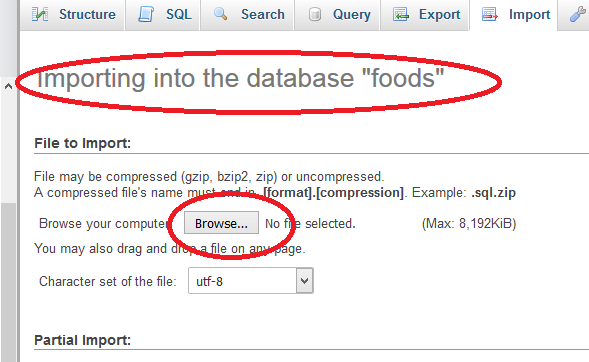 Structure SQL Search Query Export Import
Importing into the database "foods"
File to Import:
File may be compressed (gzip, bzip2, zip) or uncompressed.
A compressed file's name must end in .[format].[compression]. Example: .sql.zip
Browse your computer: Browse... No file selected. (Max: 8,192KiB)
You may also drag and drop a file on any page.
Character set of the file: utf-8
Partial Import: